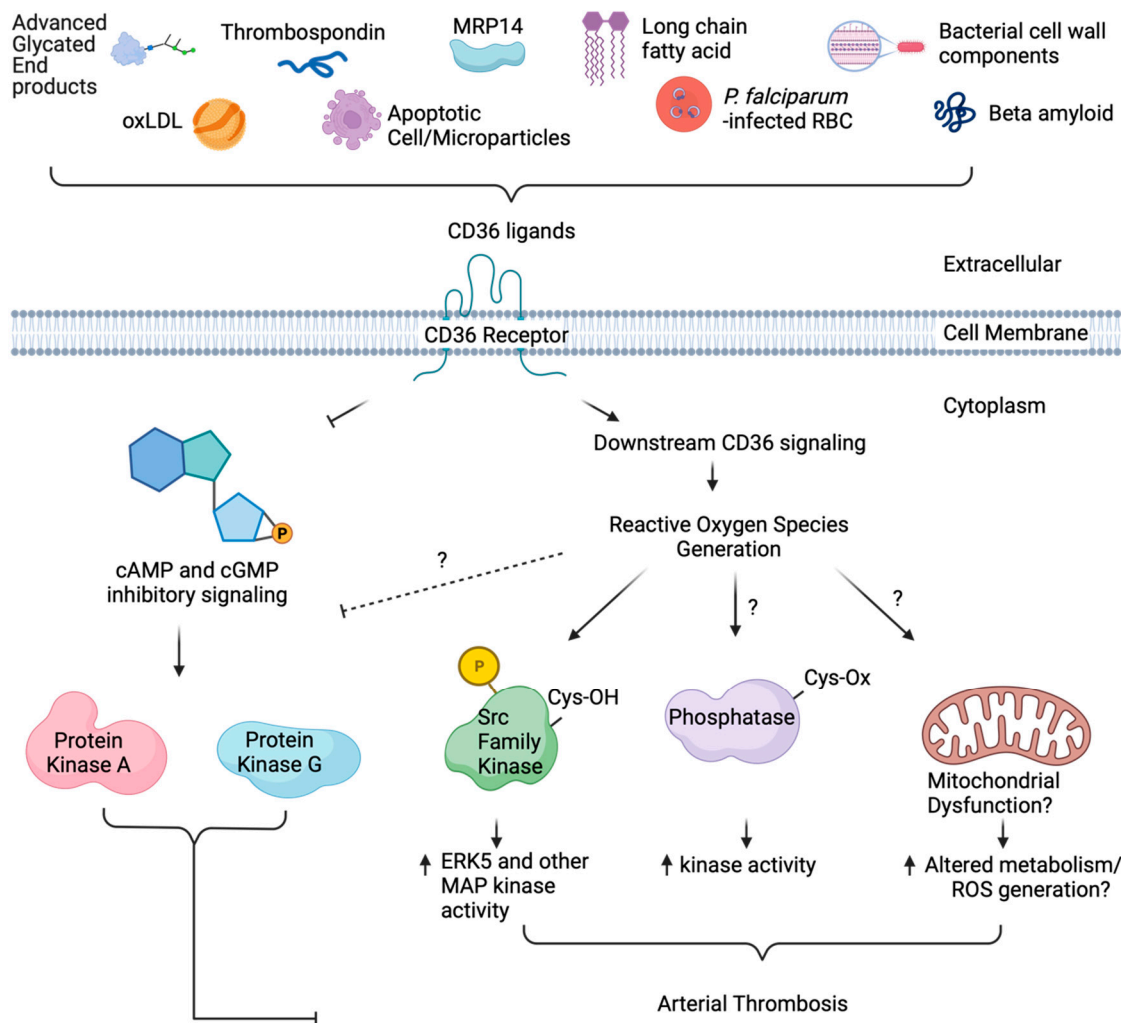 Advanced
Glycated
End
products
Thrombospondin
MRP14
Long chain
fatty acid
Bacterial cell wall
components
oxLDL
Apoptotic
Cell/Microparticles
P. falciparum
-infected RBC
Beta amyloid
CD36 ligands
Extracellular
CD36 Receptor
Cell Membrane
Cytoplasm
Downstream CD36 signaling
P
Reactive Oxygen Species
Generation
cAMP and cGMP
inhibitory signaling
?
?
?
P
Cys-OH
Src
Family
Kinase
Cys-Ox
Phosphatase
Protein
Kinase A
Protein
Kinase G
Mitochondrial
Dysfunction?
ERK5 and other
MAP kinase
activity
kinase activity
Altered metabolism/
ROS generation?
Arterial Thrombosis